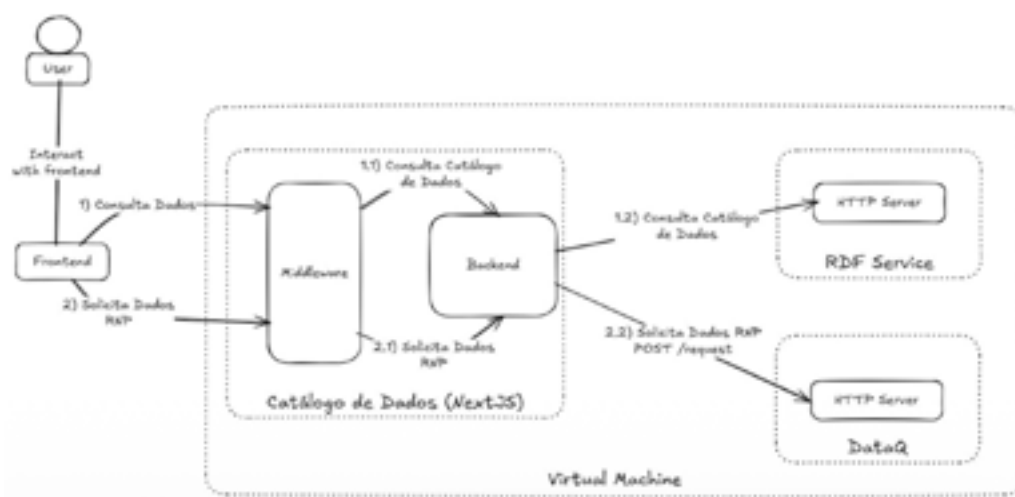 User
Interact
with frontend
1) Consulta Dados
Frontend
2) Solicita Dados
RNP
Middleware
1.1) Consulta Catálogo
de Dados
Backend
2.1) Solicita Dados
RNP
Catálogo de Dados (NextJS)
1.2) Consulta Catálogo
de Dados
HTTP Server
RDF Service
2.2) Solicita Dados RNP
POST /request
HTTP Server
DataQ
Virtual Machine